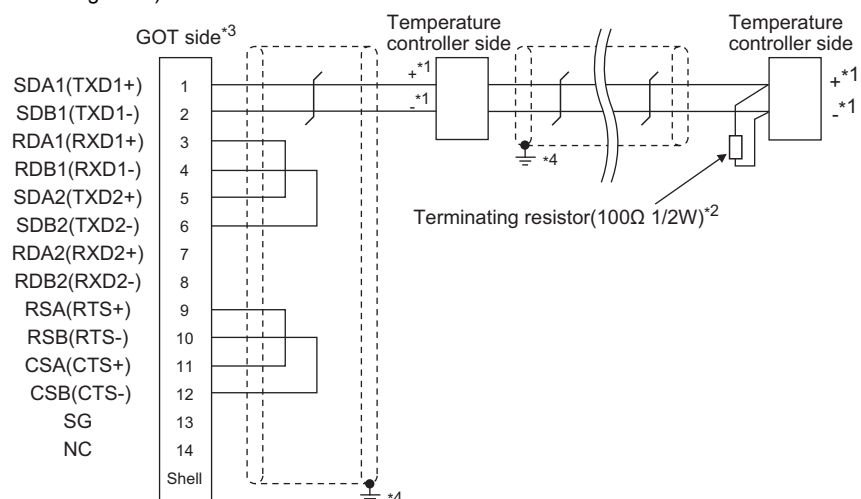 GOT side*3
Temperature
controller side
Temperature
controller side
SDA1(TXD1+) 1
SDB1(TXD1-) 2
RDA1(RXD1+) 3
RDB1(RXD1-) 4
SDA2(TXD2+) 5
SDB2(TXD2-) 6
RDA2(RXD2+) 7
RDB2(RXD2-) 8
RSA(RTS+) 9
RSB(RTS-) 10
CSA(CTS+) 11
CSB(CTS-) 12
SG 13
NC 14
Shell
+*1
-*1
+*1
-*1
*4
Terminating resistor(100Ω 1/2W)*2
*4